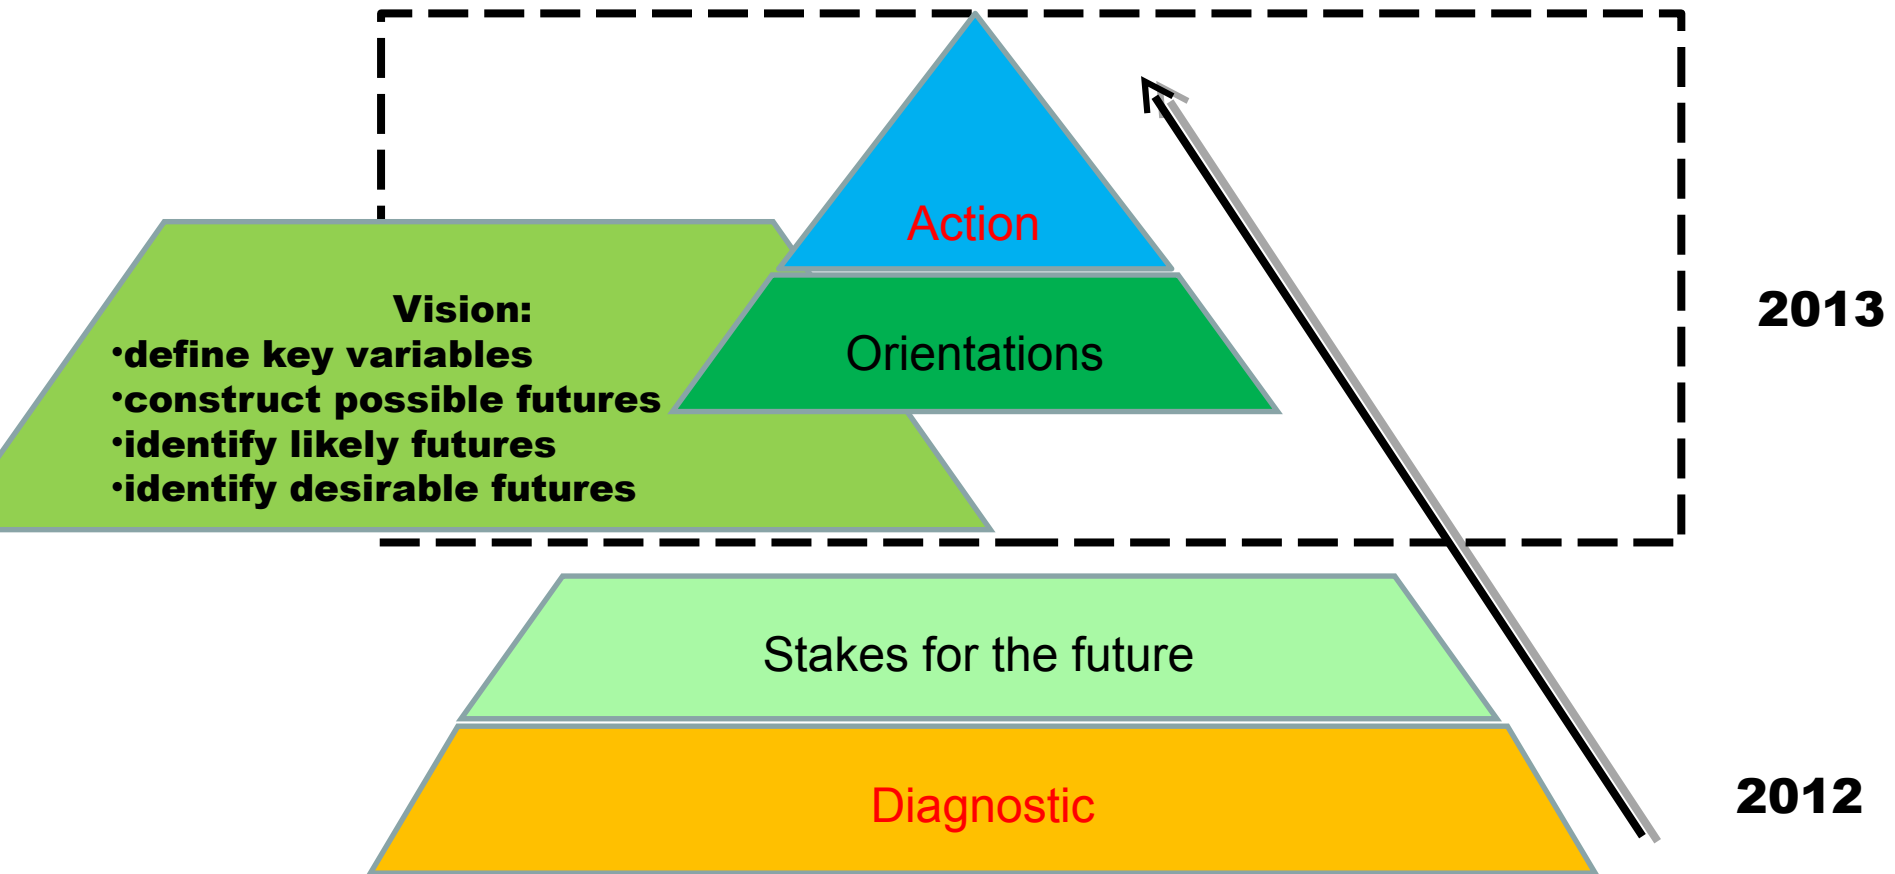 Action
2013
Vision:
•define key variables
•construct possible futures
•identify likely futures
•identify desirable futures
Orientations
Stakes for the future
Diagnostic
2012